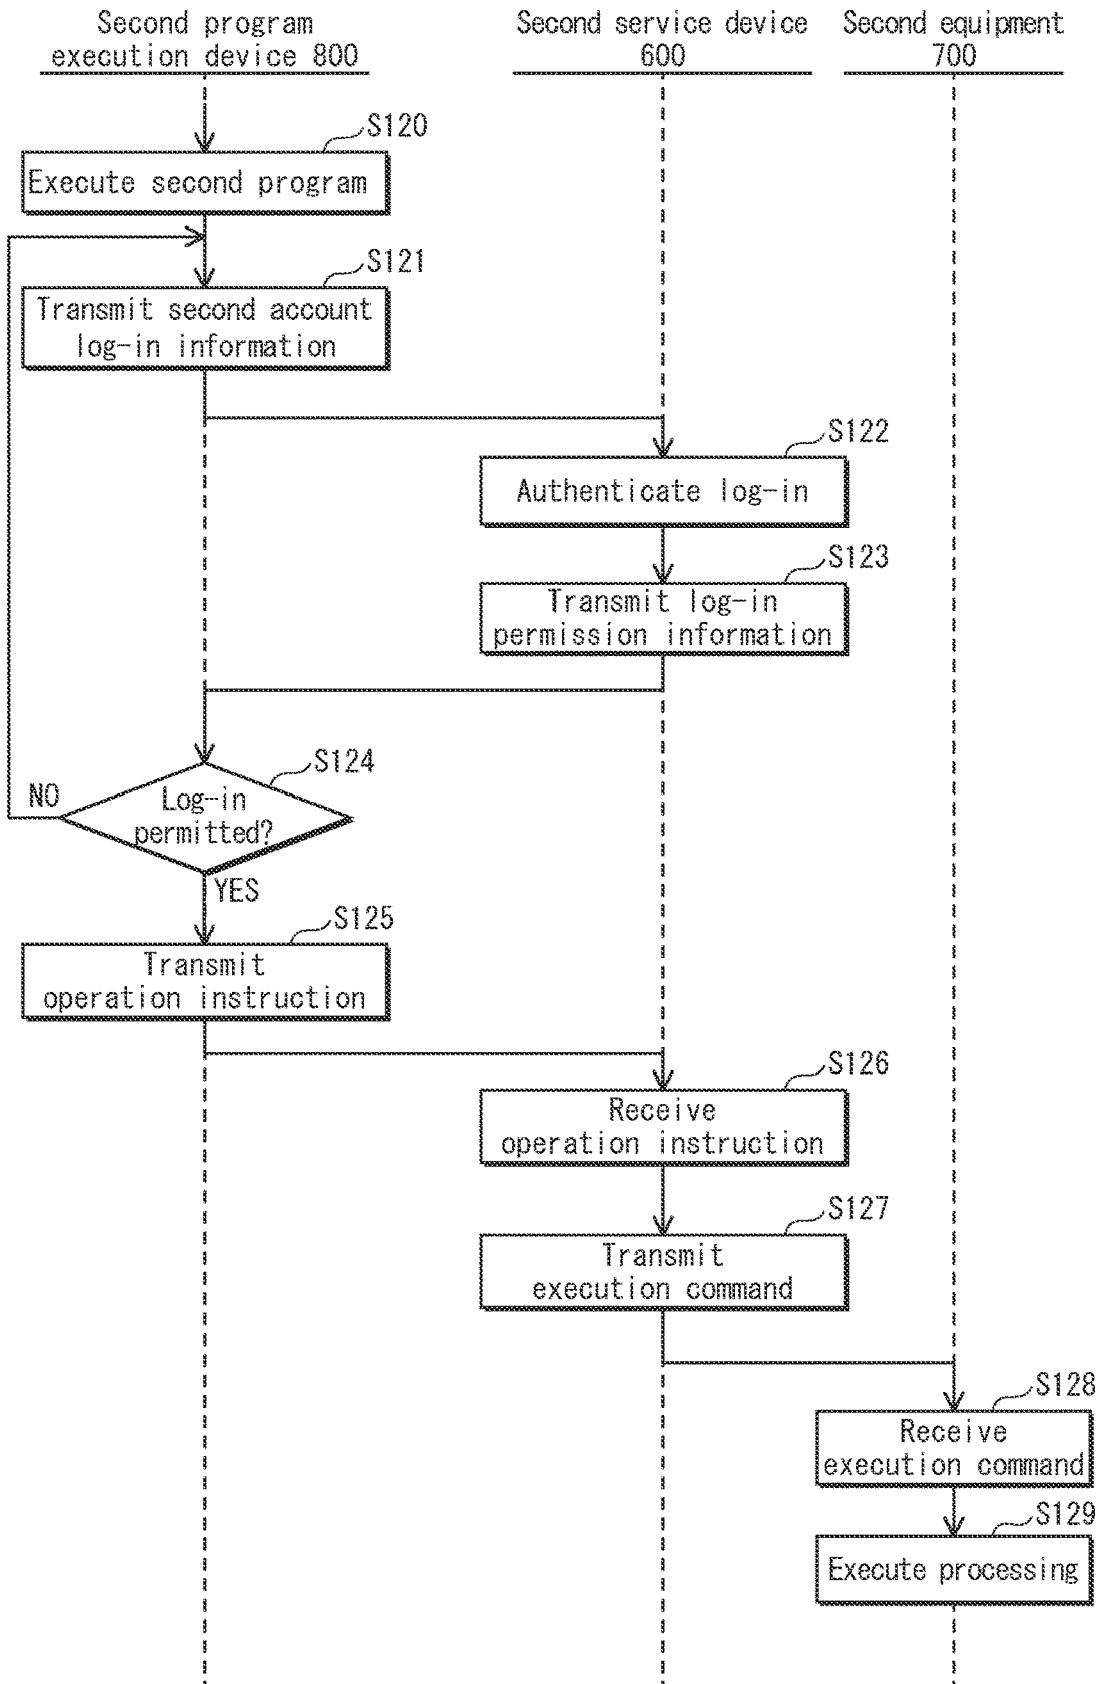 Second program
execution device 800
Second service device
600
Second equipment
700
S120
Execute second program
S121
Transmit second account
log-in information
S122
Authenticate log-in
S123
Transmit log-in
permission information
S124
NO
Log-in
permitted?
YES
S125
Transmit
operation instruction
S126
Receive
operation instruction
S127
Transmit
execution command
S128
Receive
execution command
S129
Execute processing